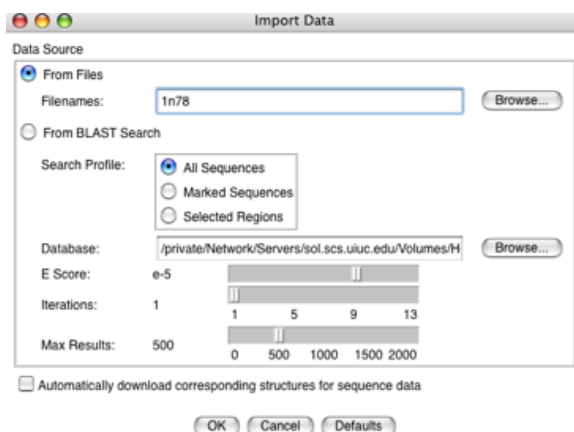 Import Data
Data Source
From Files
Filenames: 1n78 Browse...
From BLAST Search
Search Profile: All Sequences
Marked Sequences
Selected Regions
Database: /private/Network/Servers/sol.scs.uiuc.edu/Volumes/H Browse...
E Score: e-5
Iterations: 1
1 5 9 13
Max Results: 500
0 500 1000 1500 2000
Automatically download corresponding structures for sequence data
OK Cancel Defaults